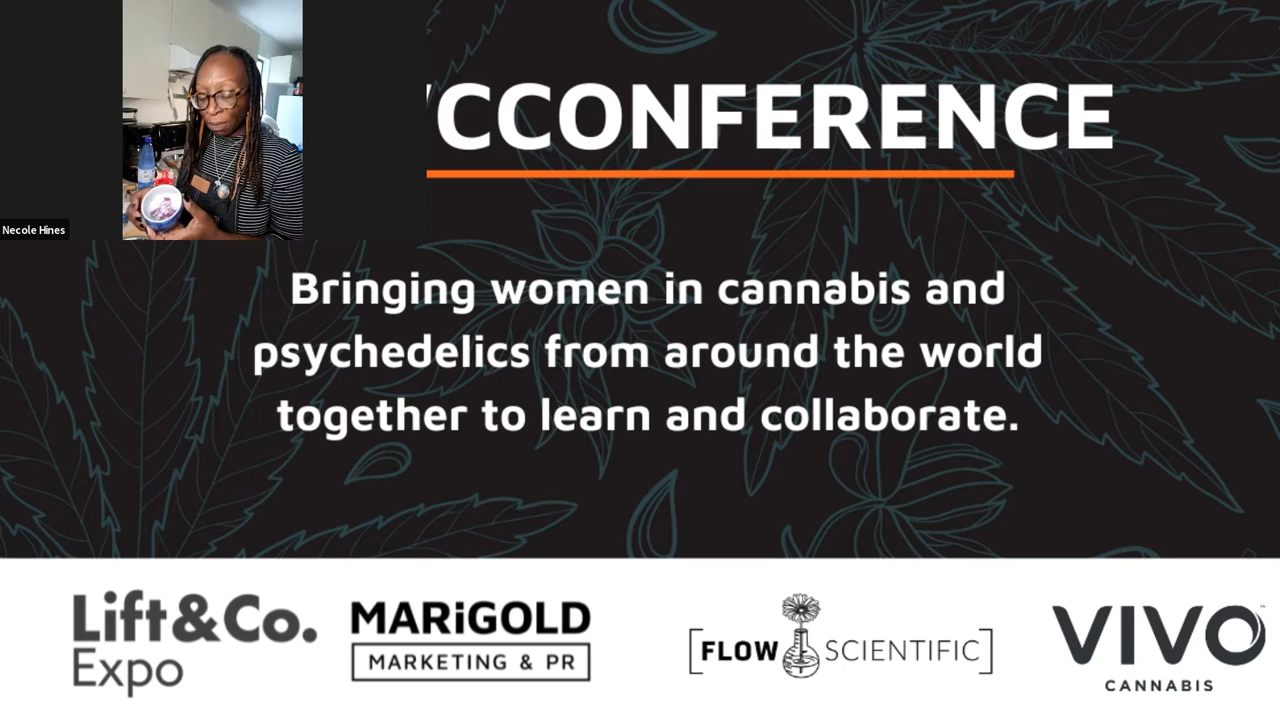 Necole Hines
CCONFERENCE
Bringing women in cannabis and
psychedelics from around the world
together to learn and collaborate.
Lift&Co.
Expo
MARiGOLD
MARKETING & PR
[FLOW SCIENTIFIC]
VIVO
CANNABIS